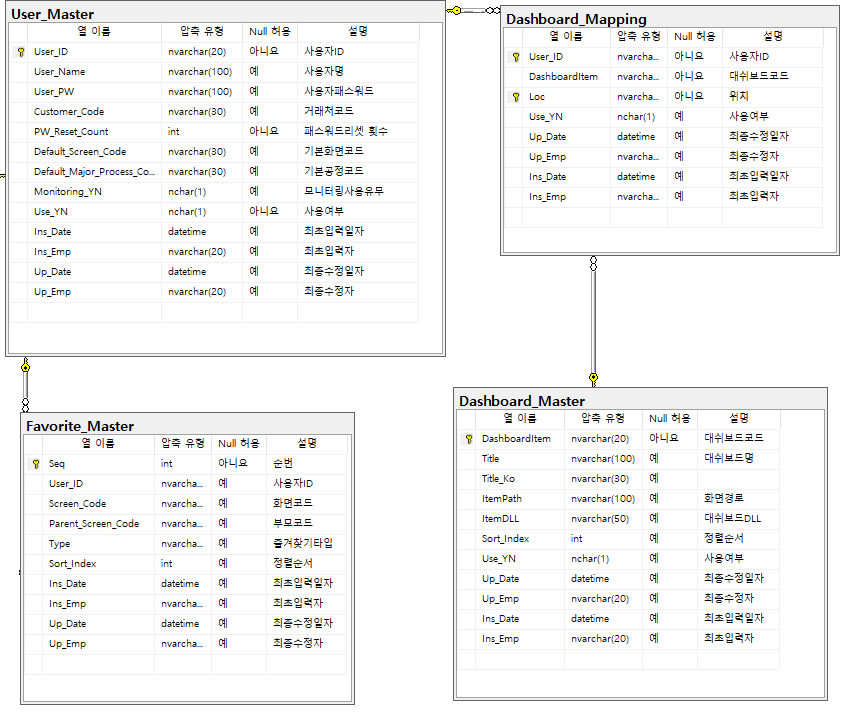 User_Master
열 이름 압축 유형 Null 허용 설명
User_ID nvarchar(20) 아니요 사용자ID
User_Name nvarchar(100) 예 사용자명
User_PW nvarchar(100) 예 사용자패스워드
Customer_Code nvarchar(30) 예 거래처코드
PW_Reset_Count int 아니요 패스워드리셋 횟수
Default_Screen_Code nvarchar(30) 예 기본화면코드
Default_Major_Process_Co... nvarchar(30) 예 기본공정코드
Monitoring_YN nchar(1) 예 모니터링사용유무
Use_YN nchar(1) 아니요 사용여부
Ins_Date datetime 예 최초입력일자
Ins_Emp nvarchar(20) 예 최초입력자
Up_Date datetime 예 최종수정일자
Up_Emp nvarchar(20) 예 최종수정자
Dashboard_Mapping
열 이름 압축 유형 Null 허용 설명
User_ID nvarcha... 아니요 사용자ID
DashboardItem nvarcha... 아니요 대쉬보드코드
Loc nvarcha... 아니요 위치
Use_YN nchar(1) 예 사용여부
Up_Date datetime 예 최종수정일자
Up_Emp nvarcha... 예 최종수정자
Ins_Date datetime 예 최초입력일자
Ins_Emp nvarcha... 예 최초입력자
Favorite_Master
열 이름 압축 유형 Null 허용 설명
Seq int 아니요 순번
User_ID nvarcha... 예 사용자ID
Screen_Code nvarcha... 예 화면코드
Parent_Screen_Code nvarcha... 예 부모코드
Type nvarcha... 예 즐겨찾기타입
Sort_Index int 예 정렬순서
Ins_Date datetime 예 최초입력일자
Ins_Emp nvarcha... 예 최초입력자
Up_Date datetime 예 최종수정일자
Up_Emp nvarcha... 예 최종수정자
Dashboard_Master
열 이름 압축 유형 Null 허용 설명
DashboardItem nvarchar(20) 아니요 대쉬보드코드
Title nvarchar(100) 예 대쉬보드명
Title_Ko nvarchar(30) 예
ItemPath nvarchar(100) 예 화면경로
ItemDLL nvarchar(50) 예 대쉬보드DLL
Sort_Index int 예 정렬순서
Use_YN nchar(1) 예 사용여부
Up_Date datetime 예 최종수정일자
Up_Emp nvarchar(20) 예 최종수정자
Ins_Date datetime 예 최초입력일자
Ins_Emp nvarchar(20) 예 최초입력자